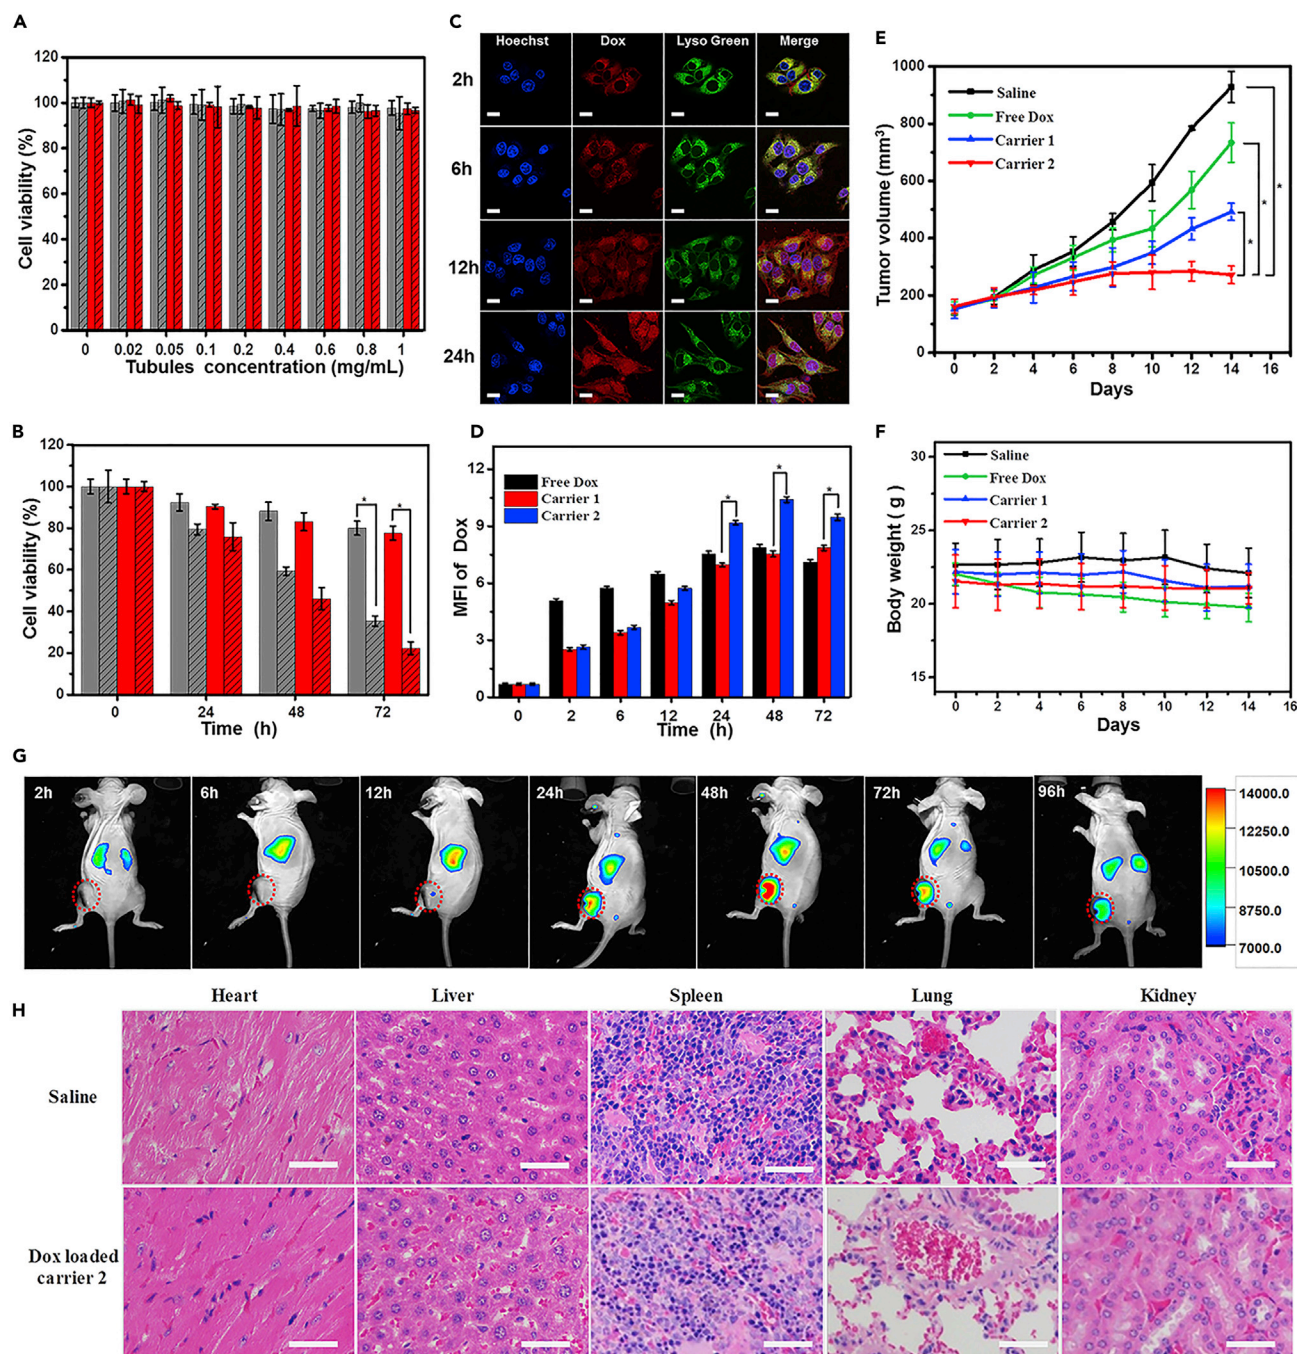 A
120
100
80
60
40
20
0
Cell viability (%)
0 0.02 0.05 0.1 0.2 0.4 0.6 0.8 1
Tubules concentration (mg/mL)
B
120
100
80
60
40
20
0
Cell viability (%)
* *
0 24 48 72
Time (h)
C
Hoechst Dox Lyso Green Merge
2h
6h
12h
24h
D
12
9
6
3
0
MFI of Dox
Free Dox
Carrier 1
Carrier 2
* * *
0 2 6 12 24 48 72
Time (h)
E
1000
800
600
400
200
0
Tumor volume (mm3)
Saline
Free Dox
Carrier 1
Carrier 2
* * *
0 2 4 6 8 10 12 14 16
Days
F
30
25
20
15
Body weight ( g )
Saline
Free Dox
Carrier 1
Carrier 2
0 2 4 6 8 10 12 14 16
Days
G
2h 6h 12h 24h 48h 72h 96h
14000.0
12250.0
10500.0
8750.0
7000.0
H
Heart Liver Spleen Lung Kidney
Saline
Dox loaded
carrier 2